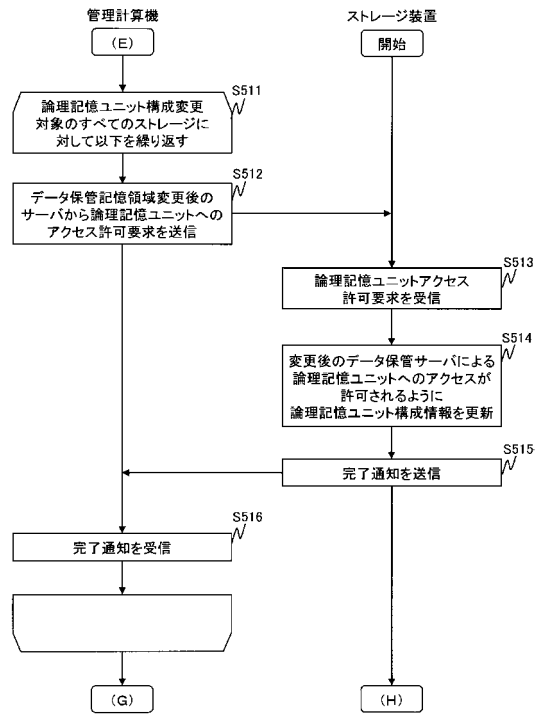 管理計算機
ストレージ装置
(E)
開始
S511
論理記憶ユニット構成変更
対象のすべてのストレージに
対して以下を繰り返す
S512
データ保管記憶領域変更後の
サーバから論理記憶ユニットへの
アクセス許可要求を送信
S513
論理記憶ユニットアクセス
許可要求を受信
S514
変更後のデータ保管サーバによる
論理記憶ユニットへのアクセスが
許可されるように
論理記憶ユニット構成情報を更新
S515
完了通知を送信
S516
完了通知を受信
(G)
(H)